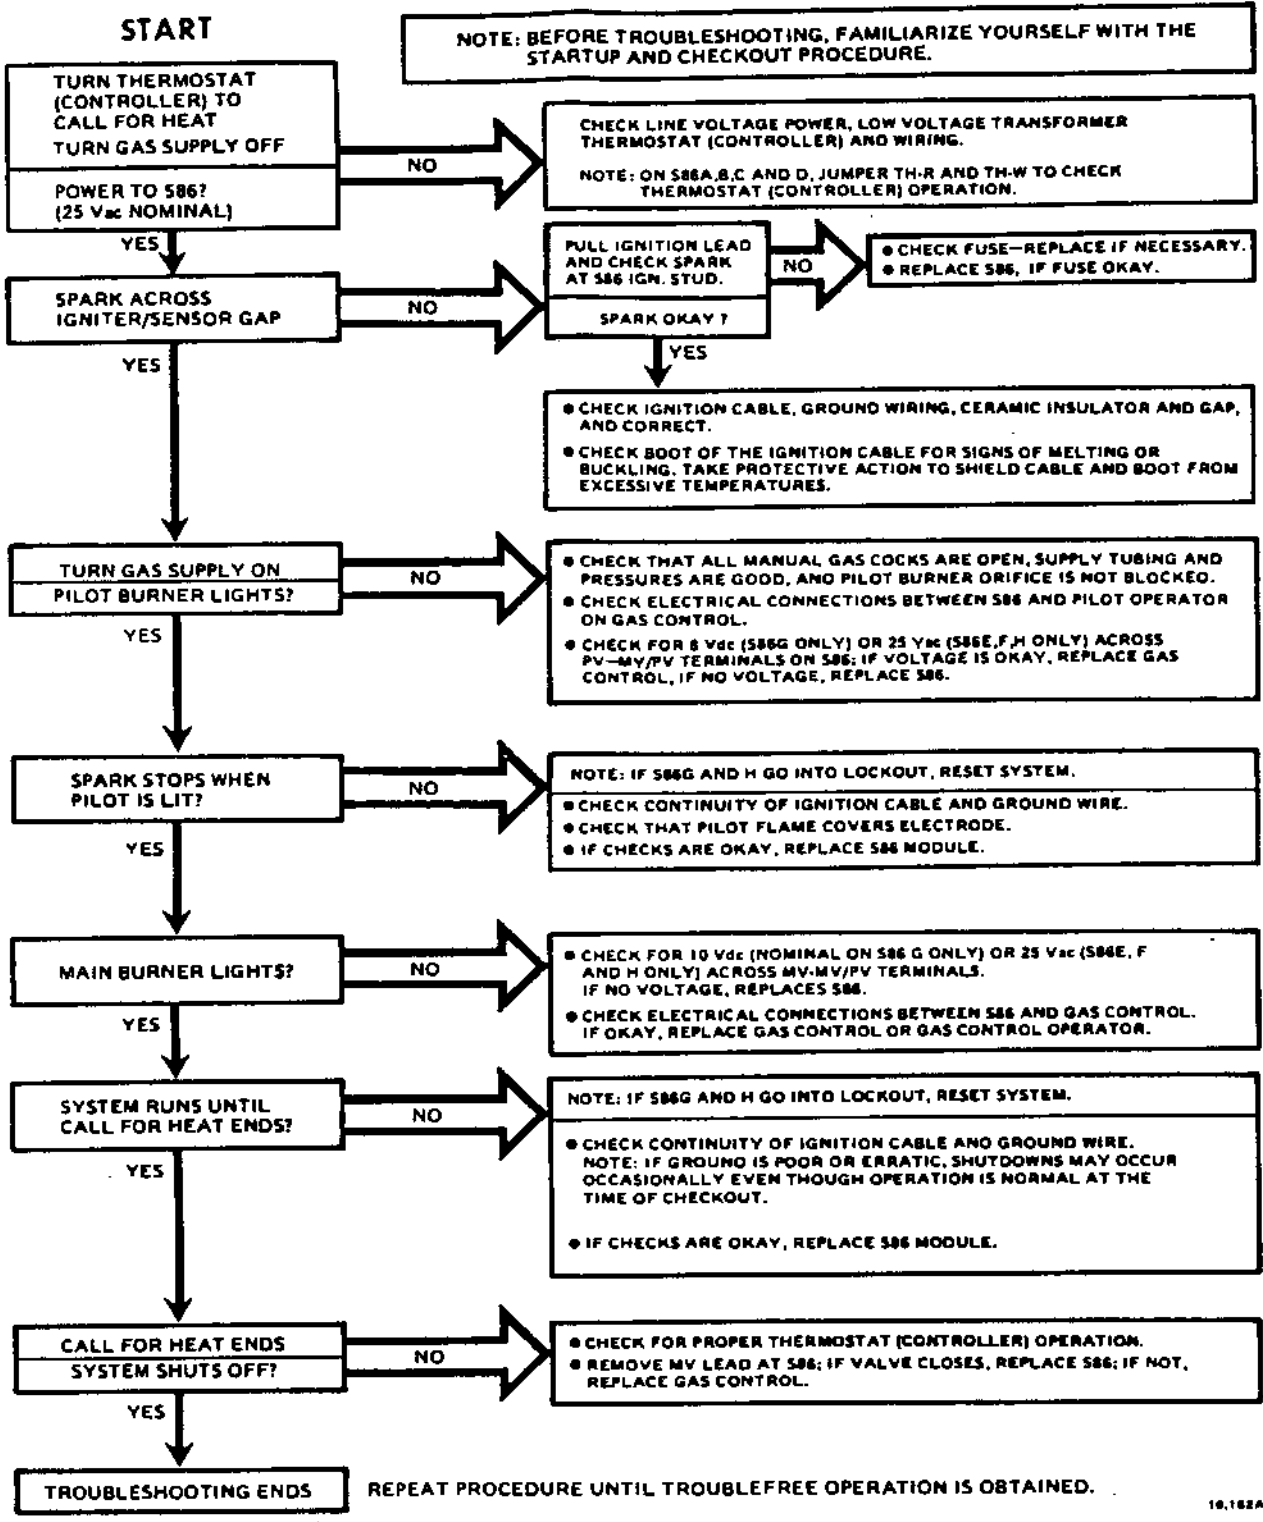 START
NOTE: BEFORE TROUBLESHOOTING, FAMILIARIZE YOURSELF WITH THE
STARTUP AND CHECKOUT PROCEDURE.
TURN THERMOSTAT
(CONTROLLER) TO
CALL FOR HEAT
TURN GAS SUPPLY OFF
POWER TO S86?
(25 Vac NOMINAL)
NO
CHECK LINE VOLTAGE POWER, LOW VOLTAGE TRANSFORMER
THERMOSTAT (CONTROLLER) AND WIRING.
NOTE: ON S86A,B,C AND D, JUMPER TH-R AND TH-W TO CHECK
THERMOSTAT (CONTROLLER) OPERATION.
YES
SPARK ACROSS
IGNITER/SENSOR GAP
NO
PULL IGNITION LEAD
AND CHECK SPARK
AT S86 IGN. STUD.
SPARK OKAY ?
NO
● CHECK FUSE—REPLACE IF NECESSARY.
● REPLACE S86, IF FUSE OKAY.
YES
● CHECK IGNITION CABLE, GROUND WIRING, CERAMIC INSULATOR AND GAP,
AND CORRECT.
● CHECK BOOT OF THE IGNITION CABLE FOR SIGNS OF MELTING OR
BUCKLING. TAKE PROTECTIVE ACTION TO SHIELD CABLE AND BOOT FROM
EXCESSIVE TEMPERATURES.
YES
TURN GAS SUPPLY ON
PILOT BURNER LIGHTS?
NO
● CHECK THAT ALL MANUAL GAS COCKS ARE OPEN, SUPPLY TUBING AND
PRESSURES ARE GOOD, AND PILOT BURNER ORIFICE IS NOT BLOCKED.
● CHECK ELECTRICAL CONNECTIONS BETWEEN S86 AND PILOT OPERATOR
ON GAS CONTROL.
● CHECK FOR 8 Vdc (S86G ONLY) OR 25 Vac (S86E,F,H ONLY) ACROSS
PV—MV/PV TERMINALS ON S86; IF VOLTAGE IS OKAY, REPLACE GAS
CONTROL, IF NO VOLTAGE, REPLACE S86.
YES
SPARK STOPS WHEN
PILOT IS LIT?
NO
NOTE: IF S86G AND H GO INTO LOCKOUT, RESET SYSTEM.
● CHECK CONTINUITY OF IGNITION CABLE AND GROUND WIRE.
● CHECK THAT PILOT FLAME COVERS ELECTRODE.
● IF CHECKS ARE OKAY, REPLACE S86 MODULE.
YES
MAIN BURNER LIGHTS?
NO
● CHECK FOR 10 Vdc (NOMINAL ON S86 G ONLY) OR 25 Vac (S86E, F
AND H ONLY) ACROSS MV-MV/PV TERMINALS.
IF NO VOLTAGE, REPLACES S86.
● CHECK ELECTRICAL CONNECTIONS BETWEEN S86 AND GAS CONTROL.
IF OKAY, REPLACE GAS CONTROL OR GAS CONTROL OPERATOR.
YES
SYSTEM RUNS UNTIL
CALL FOR HEAT ENDS?
NO
NOTE: IF S86G AND H GO INTO LOCKOUT, RESET SYSTEM.
● CHECK CONTINUITY OF IGNITION CABLE AND GROUND WIRE.
NOTE: IF GROUND IS POOR OR ERRATIC, SHUTDOWNS MAY OCCUR
OCCASIONALLY EVEN THOUGH OPERATION IS NORMAL AT THE
TIME OF CHECKOUT.
● IF CHECKS ARE OKAY, REPLACE S86 MODULE.
YES
CALL FOR HEAT ENDS
SYSTEM SHUTS OFF?
NO
● CHECK FOR PROPER THERMOSTAT (CONTROLLER) OPERATION.
● REMOVE MV LEAD AT S86; IF VALVE CLOSES, REPLACE S86; IF NOT,
REPLACE GAS CONTROL.
YES
TROUBLESHOOTING ENDS
REPEAT PROCEDURE UNTIL TROUBLEFREE OPERATION IS OBTAINED.